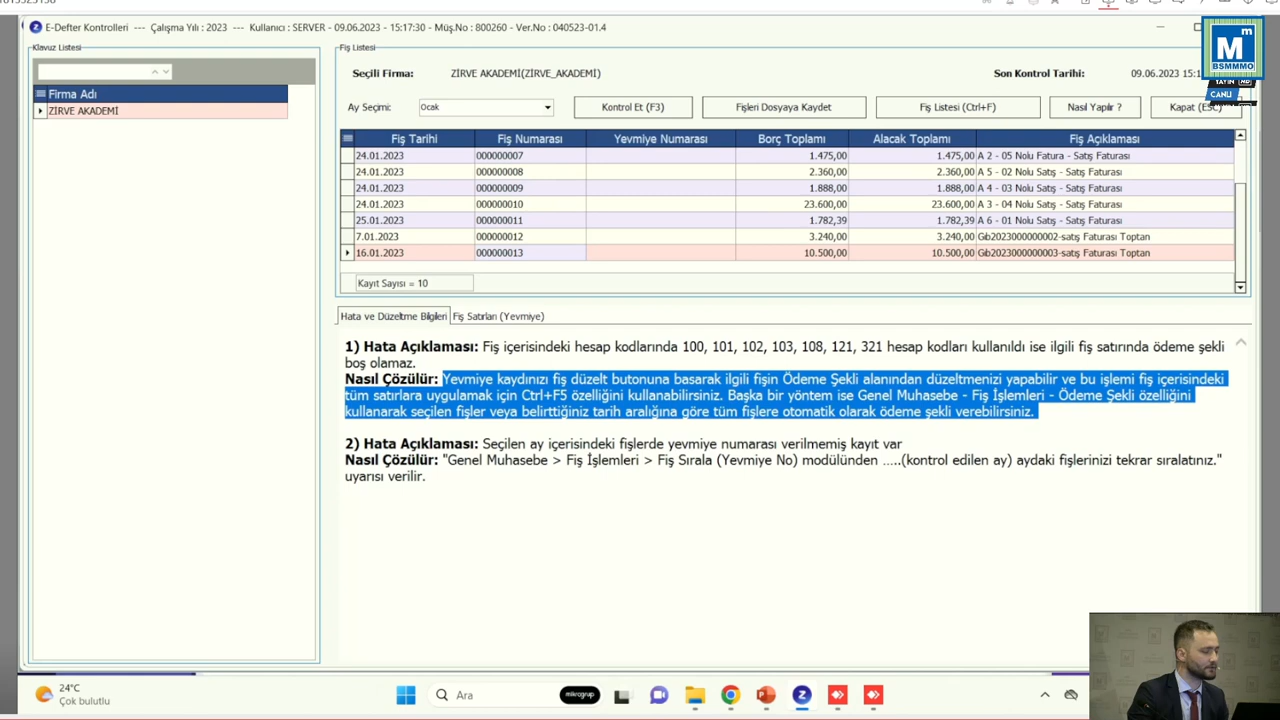 E-Defter Kontrolleri --- Çalışma Yılı : 2023 --- Kullanıcı : SERVER - 09.06.2023 - 15:17:30 - Müş.No : 800260 - Ver.No : 040523-01.4
Klavuz Listesi
Firma Adı
ZİRVE AKADEMİ
Fiş Listesi
Seçili Firma: ZİRVE AKADEMİ(ZİRVE_AKADEMİ) Son Kontrol Tarihi: 09.06.2023
Ay Seçimi: Ocak Kontrol Et (F3) Fişleri Dosyaya Kaydet Fiş Listesi (Ctrl+F) Nasıl Yapılır ? Kapat (ESC)
Fiş Tarihi Fiş Numarası Yevmiye Numarası Borç Toplamı Alacak Toplamı Fiş Açıklaması
24.01.2023 000000007 1.475,00 1.475,00 A 2 - 05 Nolu Fatura - Satış Faturası
24.01.2023 000000008 2.360,00 2.360,00 A 5 - 02 Nolu Satış - Satış Faturası
24.01.2023 000000009 1.888,00 1.888,00 A 4 - 03 Nolu Satış - Satış Faturası
24.01.2023 000000010 23.600,00 23.600,00 A 3 - 04 Nolu Satış - Satış Faturası
25.01.2023 000000011 1.782,39 1.782,39 A 6 - 01 Nolu Satış - Satış Faturası
7.01.2023 000000012 3.240,00 3.240,00 Gib2023000000002-satış Faturası Toptan
16.01.2023 000000013 10.500,00 10.500,00 Gib2023000000003-satış Faturası Toptan
Kayıt Sayısı = 10
Hata ve Düzeltme Bilgileri Fiş Satırları (Yevmiye)
1) Hata Açıklaması: Fiş içerisindeki hesap kodlarında 100, 101, 102, 103, 108, 121, 321 hesap kodları kullanıldı ise ilgili fiş satırında ödeme şekli
boş olamaz.
Nasıl Çözülür: Yevmiye kaydınızı fiş düzelt butonuna basarak ilgili fişin Ödeme Şekli alanından düzeltmenizi yapabilir ve bu işlemi fiş içerisindeki
tüm satırlara uygulamak için Ctrl+F5 özelliğini kullanabilirsiniz. Başka bir yöntem ise Genel Muhasebe - Fiş İşlemleri - Ödeme Şekli özelliğini
kullanarak seçilen fişler veya belirttiğiniz tarih aralığına göre tüm fişlere otomatik olarak ödeme şekli verebilirsiniz.
2) Hata Açıklaması: Seçilen ay içerisindeki fişlerde yevmiye numarası verilmemiş kayıt var
Nasıl Çözülür: "Genel Muhasebe > Fiş İşlemleri > Fiş Sırala (Yevmiye No) modülünden .....(kontrol edilen ay) aydaki fişlerinizi tekrar sıralatınız."
uyarısı verilir.
M m
BSMMMO
YAYIN HD
CANLI
24°C
Çok bulutlu
Ara
mikrogrup